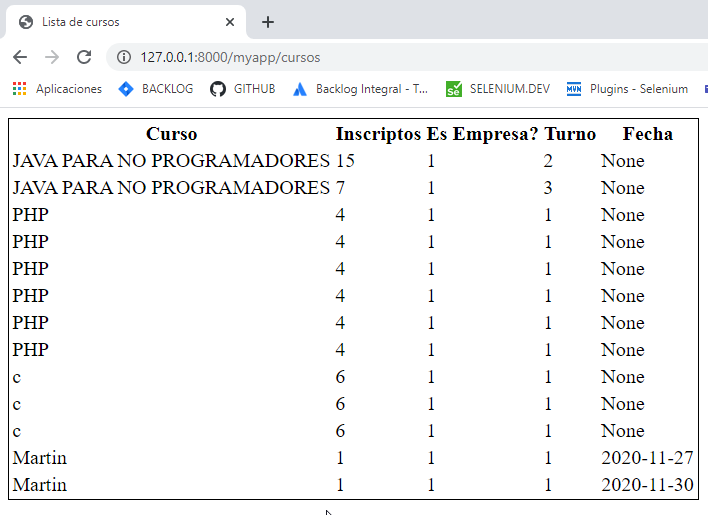 Lista de cursos
127.0.0.1:8000/myapp/cursos
Aplicaciones BACKLOG GITHUB Backlog Integral - T... SELENIUM.DEV Plugins - Selenium
Curso Inscriptos Es Empresa? Turno Fecha
JAVA PARA NO PROGRAMADORES 15 1 2 None
JAVA PARA NO PROGRAMADORES 7 1 3 None
PHP 4 1 1 None
PHP 4 1 1 None
PHP 4 1 1 None
PHP 4 1 1 None
PHP 4 1 1 None
PHP 4 1 1 None
c 6 1 1 None
c 6 1 1 None
c 6 1 1 None
Martin 1 1 1 2020-11-27
Martin 1 1 1 2020-11-30